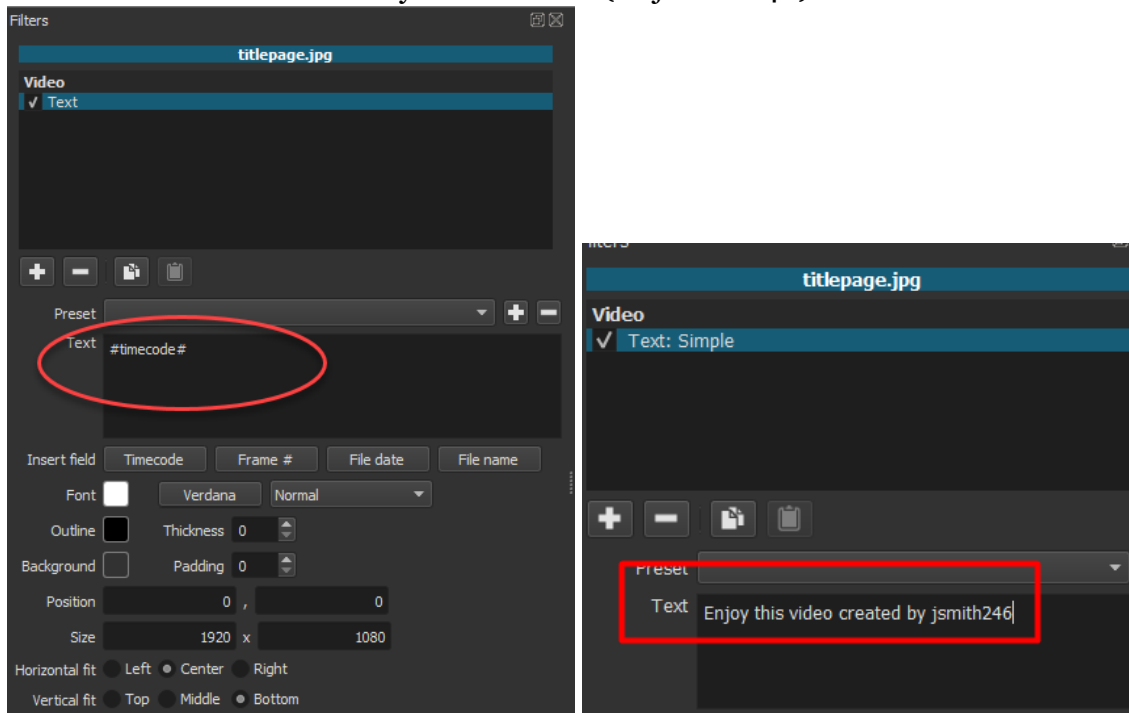 Filters
titlepage.jpg
Video
✓ Text
Preset
Text #timecode#
Insert field Timecode Frame # File date File name
Font Verdana Normal
Outline Thickness 0
Background Padding 0
Position 0 , 0
Size 1920 x 1080
Horizontal fit Left Center Right
Vertical fit Top Middle Bottom
titlepage.jpg
Video
✓ Text: Simple
Preset
Text Enjoy this video created by jsmith246